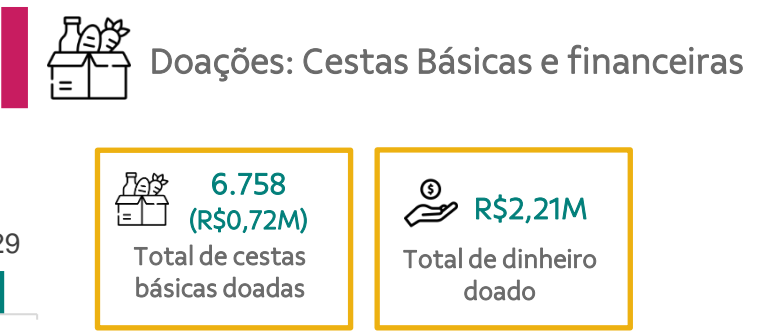 Doações: Cestas Básicas e financeiras
6.758
(R$0,72M)
Total de cestas
básicas doadas
$
R$2,21M
Total de dinheiro
doado
29